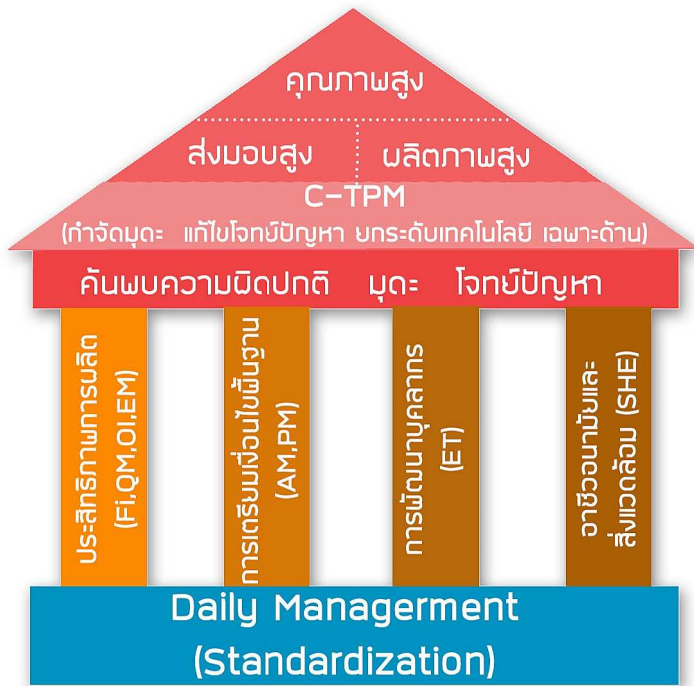 คุณภาพสูง
ส่งมอบสูง
ผลิตภาพสูง
C-TPM
(กำจัดมุดะ แก้ไขโจทย์ปัญหา ยกระดับเทคโนโลยี เฉพาะด้าน)
ค้นพบความผิดปกติ มุดะ โจทย์ปัญหา
ประสิทธิภาพการผลิต
(Fi,QM,OI,EM)
การเตรียมเงื่อนไขพื้นฐาน
(AM,PM)
การพัฒนาบุคลากร
(ET)
อาชีวอนามัยและ
สิ่งแวดล้อม (SHE)
Daily Managerment
(Standardization)